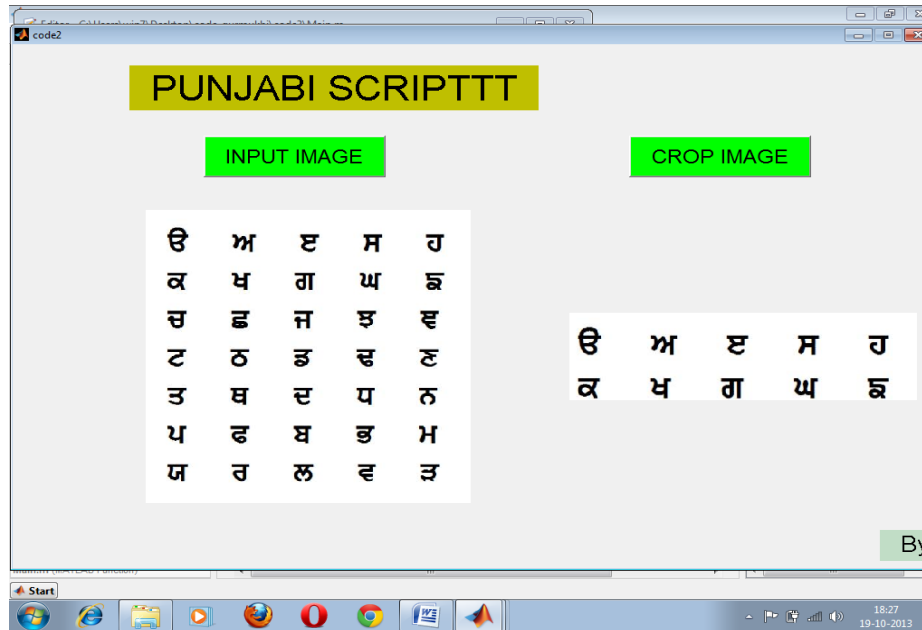 code2
PUNJABI SCRIPTTT
INPUT IMAGE
CROP IMAGE
ੳ ਅ ੲ ਸ ਹ
ਕ ਖ ਗ ਘ ਙ
ਚ ਛ ਜ ਝ ਞ
ਟ ਠ ਡ ਢ ਣ
ਤ ਥ ਦ ਧ ਨ
ਪ ਫ ਬ ਭ ਮ
ਯ ਰ ਲ ਵ ੜ
ੳ ਅ ੲ ਸ ਹ
ਕ ਖ ਗ ਘ ਙ
By
Start
18:27
19-10-2013